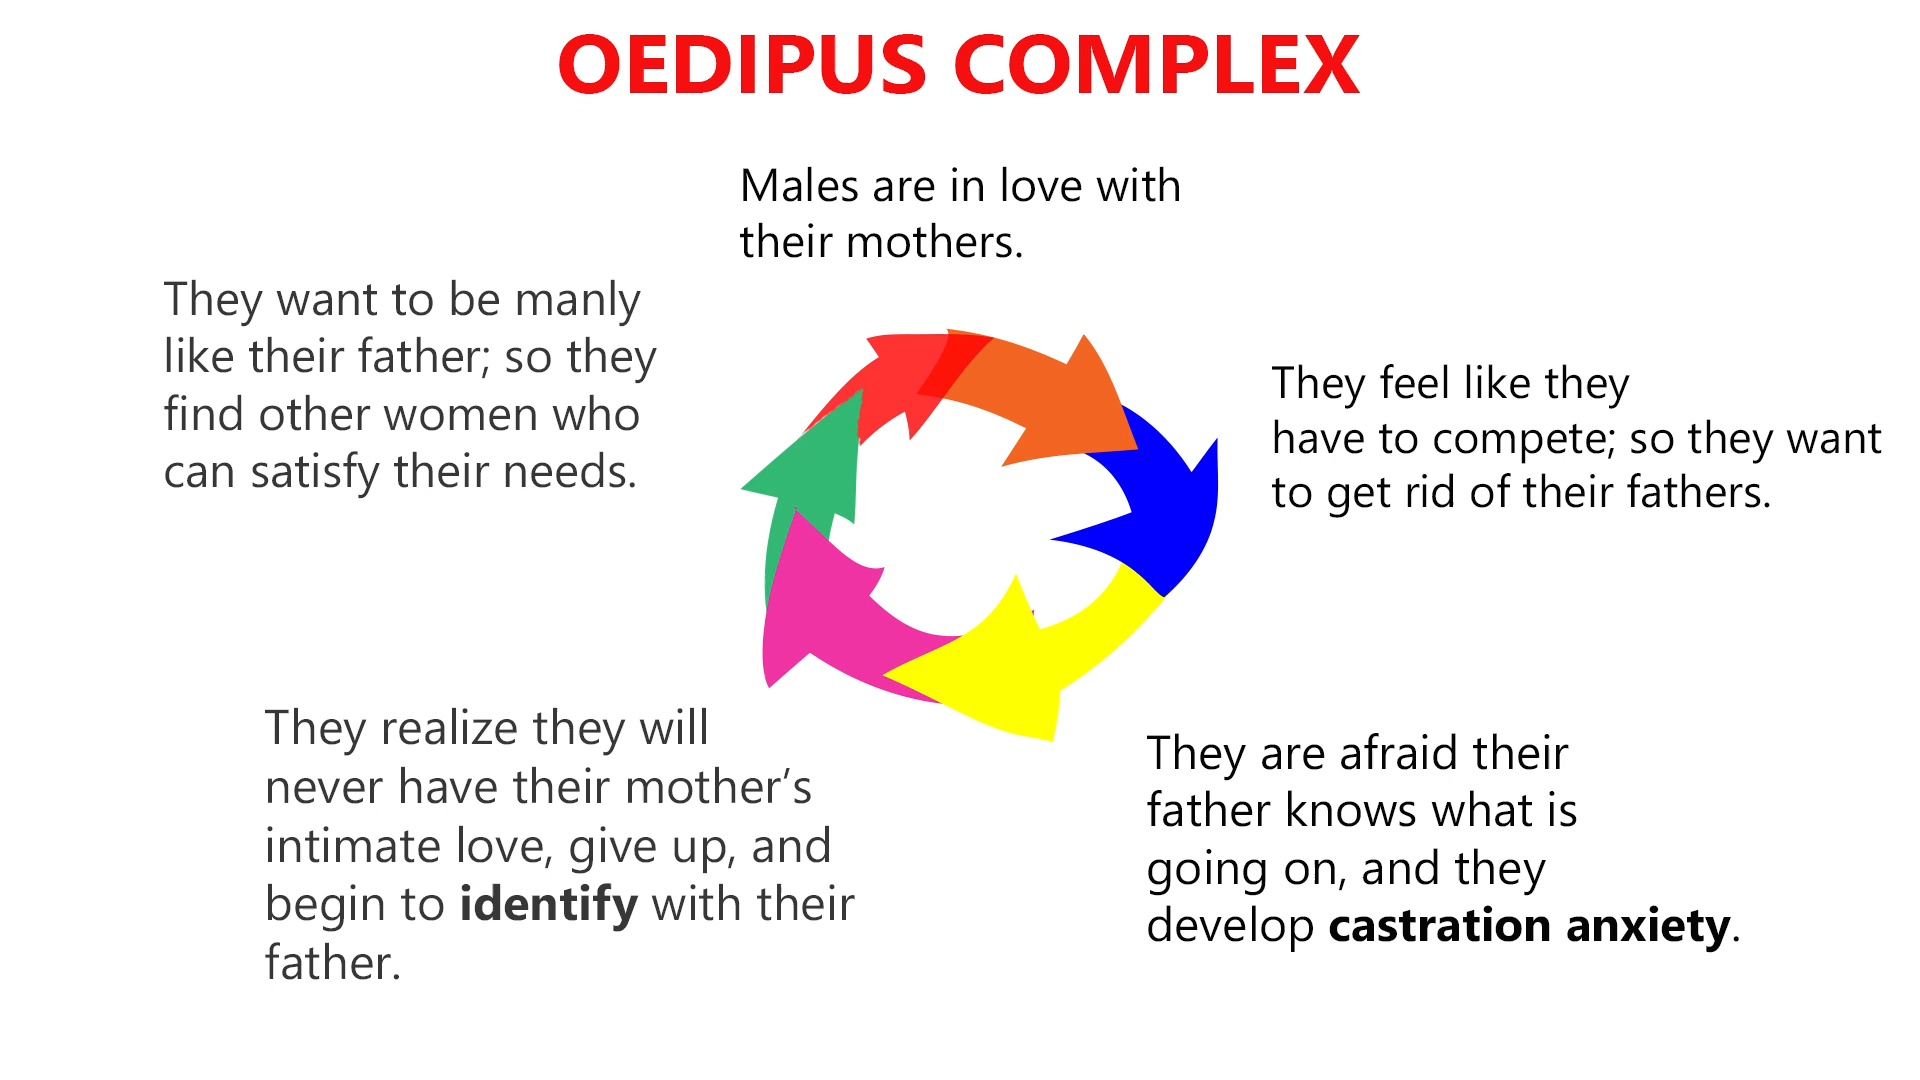 OEDIPUS COMPLEX
Males are in love with
their mothers.
They feel like they
have to compete; so they want
to get rid of their fathers.
They are afraid their
father knows what is
going on, and they
develop castration anxiety.
They realize they will
never have their mother’s
intimate love, give up, and
begin to identify with their
father.
They want to be manly
like their father; so they
find other women who
can satisfy their needs.